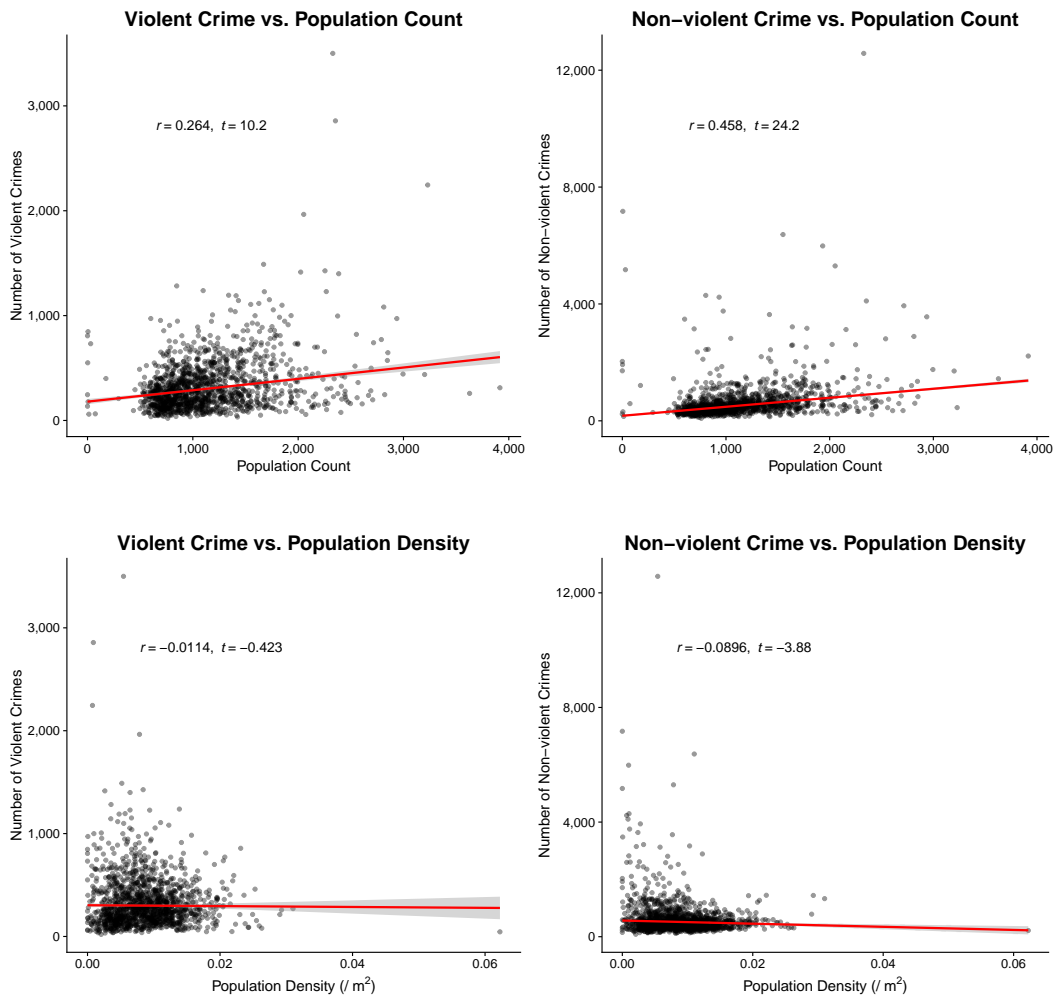 Violent Crime vs. Population Count
Number of Violent Crimes
3,000
2,000
1,000
0
r = 0.264, t = 10.2
0 1,000 2,000 3,000 4,000
Population Count
Non−violent Crime vs. Population Count
Number of Non−violent Crimes
12,000
8,000
4,000
0
r = 0.458, t = 24.2
0 1,000 2,000 3,000 4,000
Population Count
Violent Crime vs. Population Density
Number of Violent Crimes
3,000
2,000
1,000
0
r = −0.0114, t = −0.423
0.00 0.02 0.04 0.06
Population Density (/ m²)
Non−violent Crime vs. Population Density
Number of Non−violent Crimes
12,000
8,000
4,000
0
r = −0.0896, t = −3.88
0.00 0.02 0.04 0.06
Population Density (/ m²)